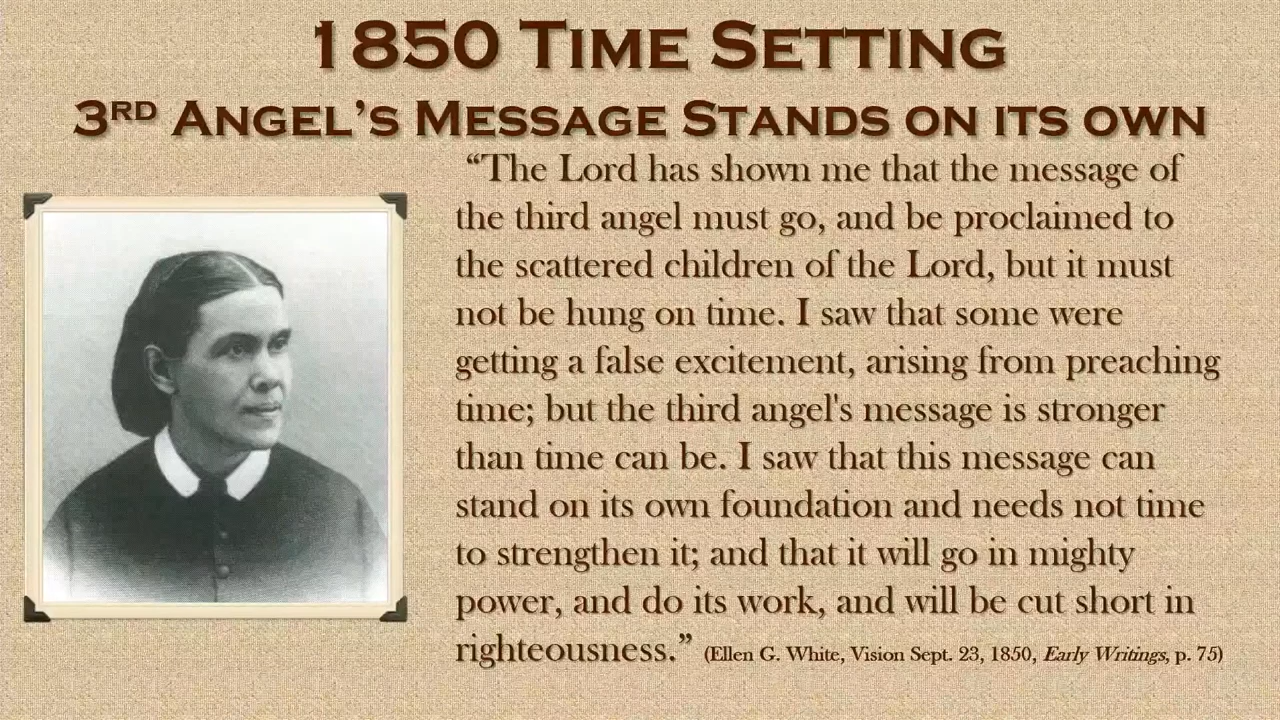 1850 Time Setting
3rd Angel's Message Stands on its own
“The Lord has shown me that the message of
the third angel must go, and be proclaimed to
the scattered children of the Lord, but it must
not be hung on time. I saw that some were
getting a false excitement, arising from preaching
time; but the third angel's message is stronger
than time can be. I saw that this message can
stand on its own foundation and needs not time
to strengthen it; and that it will go in mighty
power, and do its work, and will be cut short in
righteousness.” (Ellen G. White, Vision Sept. 23, 1850, Early Writings, p. 75)